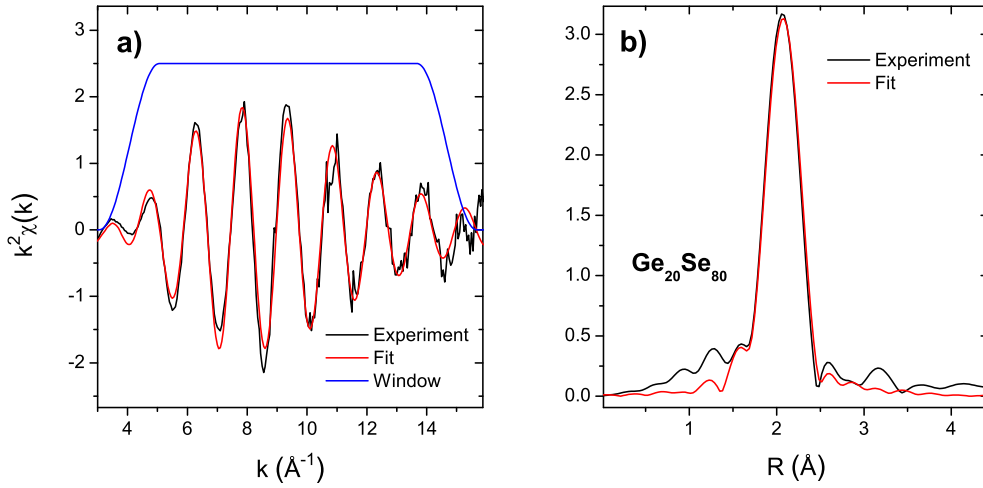 a)
3
2
1
0
-1
-2
k²χ(k)
Experiment
Fit
Window
4 6 8 10 12 14
k (Å⁻¹)
b)
3.0
2.5
2.0
1.5
1.0
0.5
0.0
Experiment
Fit
Ge₂₀Se₈₀
1 2 3 4
R (Å)